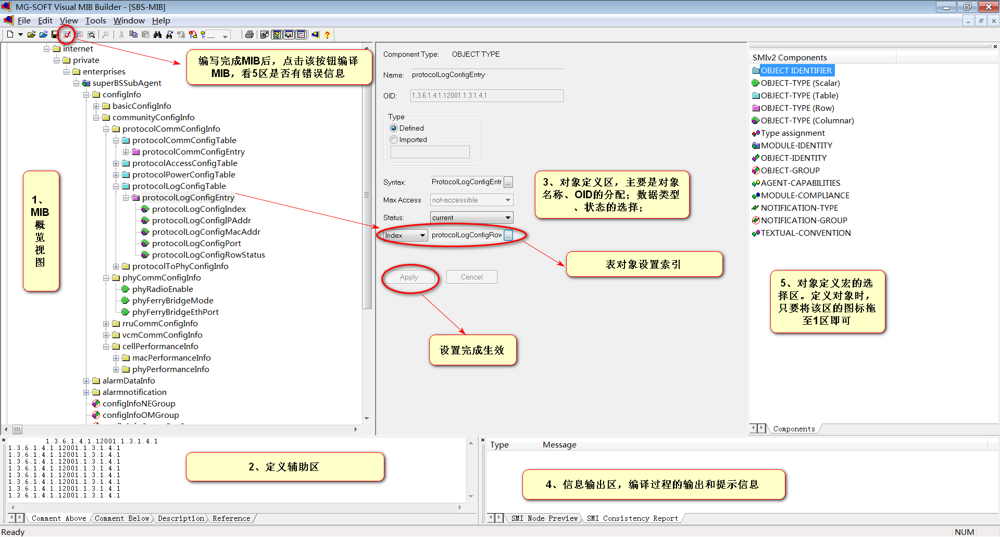 MG-SOFT Visual MIB Builder - [SBS-MIB]
File Edit View Tools Window Help
internet
private
enterprises
superBSSubAgent
configInfo
basicConfigInfo
communityConfigInfo
protocolCommConfigInfo
protocolCommConfigTable
protocolCommConfigEntry
protocolAccessConfigTable
protocolPowerConfigTable
protocolLogConfigTable
protocolLogConfigEntry
protocolLogConfigIndex
protocolLogConfigIPAddr
protocolLogConfigMacAddr
protocolLogConfigPort
protocolLogConfigRowStatus
protocolToPhyConfigInfo
phyCommConfigInfo
phyRadioEnable
phyFerryBridgeMode
phyFerryBridgeEthPort
rruCommConfigInfo
vcmCommConfigInfo
cellPerformanceInfo
macPerformanceInfo
phyPerformanceInfo
alarmDataInfo
alarmnotification
configInfoNEGroup
configInfoOMGroup
编写完成MIB后，点击该按钮编译
MIB，看5区是否有错误信息
1、
MIB
概
览
视
图
Component Type: OBJECT TYPE
Name: protocolLogConfigEntry
OID: 1.3.6.1.4.1.12001.1.3.1.4.1
Type
Defined
Imported
Syntax: ProtocolLogConfigEntr ...
Max Access not-accessible
Status: current
Index protocolLogConfigRow ...
Apply Cancel
3、对象定义区，主要是对象
名称、OID的分配；数据类型
、状态的选择；
表对象设置索引
设置完成生效
SMIv2 Components
OBJECT IDENTIFIER
OBJECT-TYPE (Scalar)
OBJECT-TYPE (Table)
OBJECT-TYPE (Row)
OBJECT-TYPE (Columnar)
Type assignment
MODULE-IDENTITY
OBJECT-IDENTITY
OBJECT-GROUP
AGENT-CAPABILITIES
MODULE-COMPLIANCE
NOTIFICATION-TYPE
NOTIFICATION-GROUP
TEXTUAL-CONVENTION
5、对象定义宏的选
择区。定义对象时，
只要将该区的图标拖
至1区即可
Components
1.3.6.1.4.1.12001.1.3.1.4.1
1.3.6.1.4.1.12001.1.3.1.4.1
1.3.6.1.4.1.12001.1.3.1.4.1
1.3.6.1.4.1.12001.1.3.1.4.1
1.3.6.1.4.1.12001.1.3.1.4.1
1.3.6.1.4.1.12001.1.3.1.4.1
1.3.6.1.4.1.12001.1.3.1.4.1
1.3.6.1.4.1.12001.1.3.1.4.1
1.3.6.1.4.1.12001.1.3.1.4.1
2、定义辅助区
Comment Above Comment Below Description Reference
Type Message
4、信息输出区，编译过程的输出和提示信息
SMI Node Preview SMI Consistency Report
Ready NUM